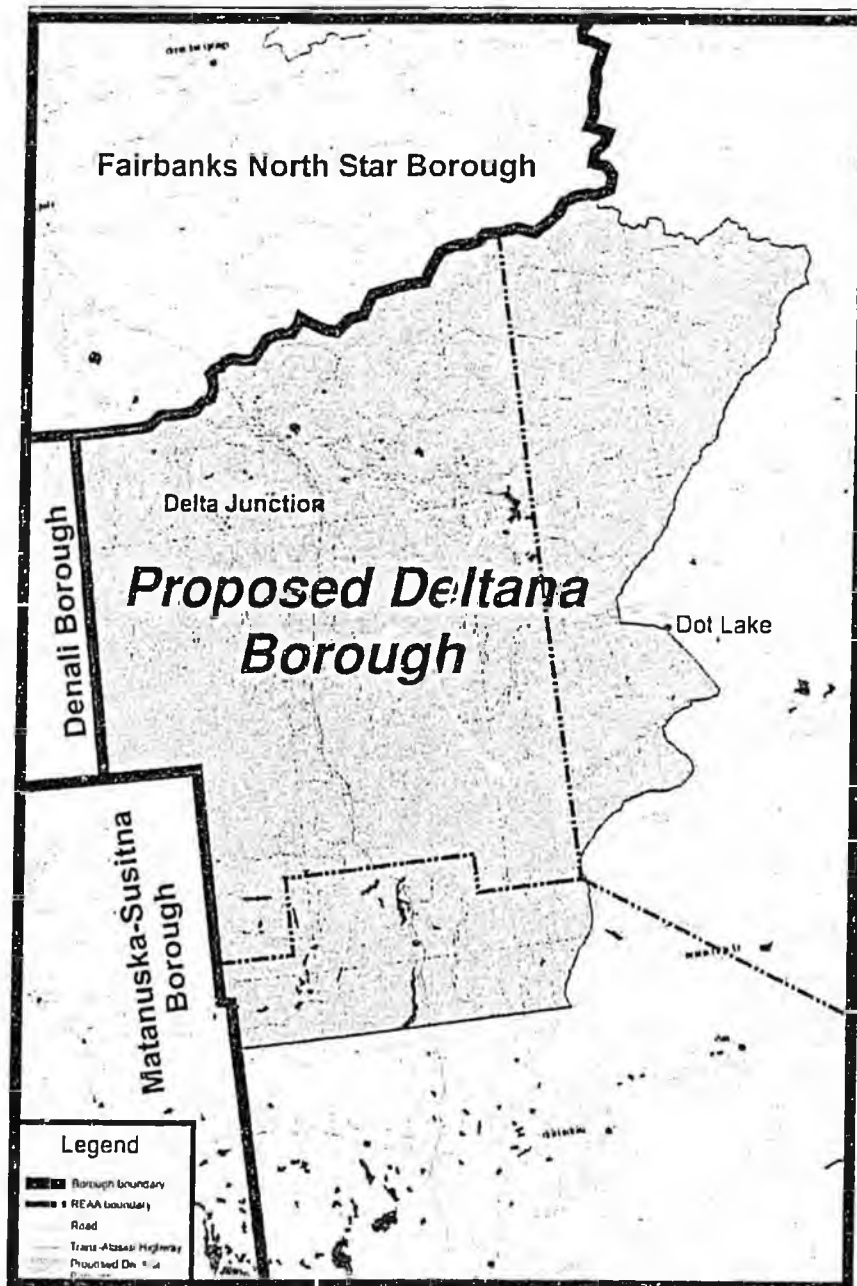 Fairbanks North Star Borough
Delta Junction
Proposed Deltana
Borough
Dot Lake
Denali Borough
Matanuska-Susitna
Borough
Legend
Borough boundary
REAA boundary
Road
Highway